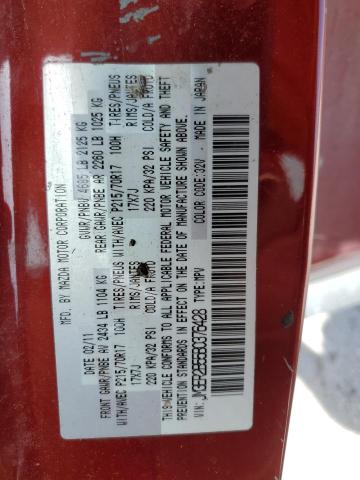 MFG. BY MAZDA MOTOR CORPORATION
DATE 02/11 GVWR/PNBV 4695 LB 2125 KG
FRONT GAWR/PNBE AV 2434 LB 1104 KG REAR GAWR/PNBE AR 2260 LB 1025 KG
WITH/AVEC P215/70R17 100H TIRES/PNEUS WITH/AVEC P215/70R17 100H TIRES/PNEUS
17X7J RIMS/JANTES 17X7J RIMS/JANTES
220 KPA/32 PSI COLD/A FROID 220 KPA/32 PSI COLD/A FROID
THIS VEHICLE CONFORMS TO ALL APPLICABLE FEDERAL MOTOR VEHICLE SAFETY AND THEFT
PREVENTION STANDARDS IN EFFECT ON THE DATE OF MANUFACTURE SHOWN ABOVE.
VIN: TYPE: MPV COLOR CODE: 32V MADE IN JAPAN